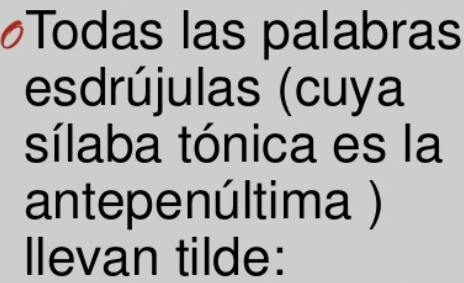 Todas las palabras
esdrújulas (cuya
sílaba tónica es la
antepenúltima )
llevan tilde: